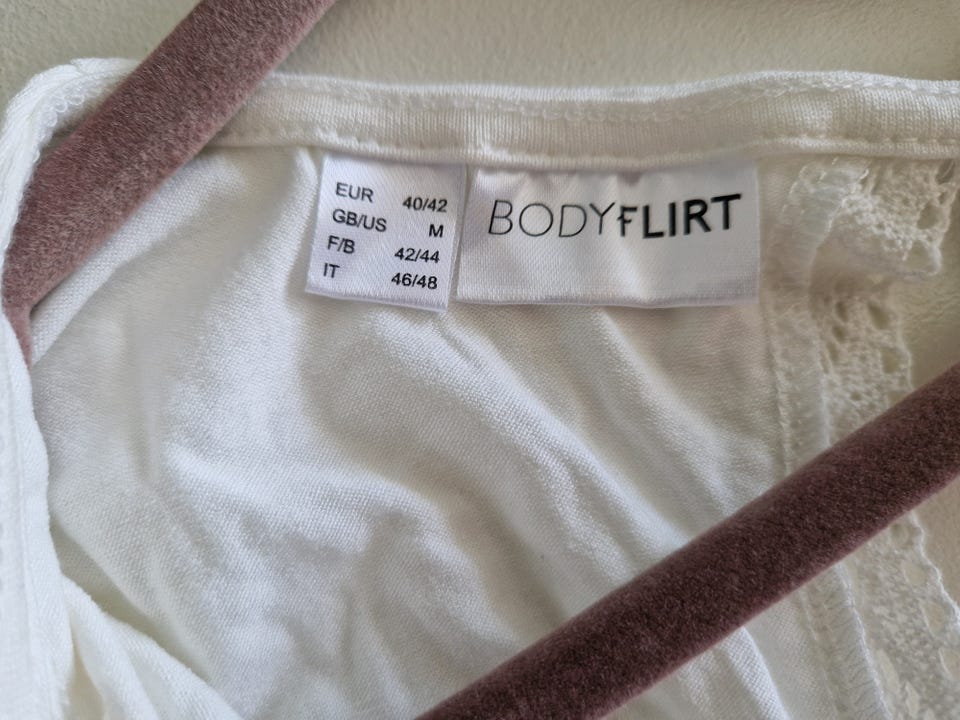 EUR 40/42
GB/US M
F/B 42/44
IT 46/48
BODYFLIRT